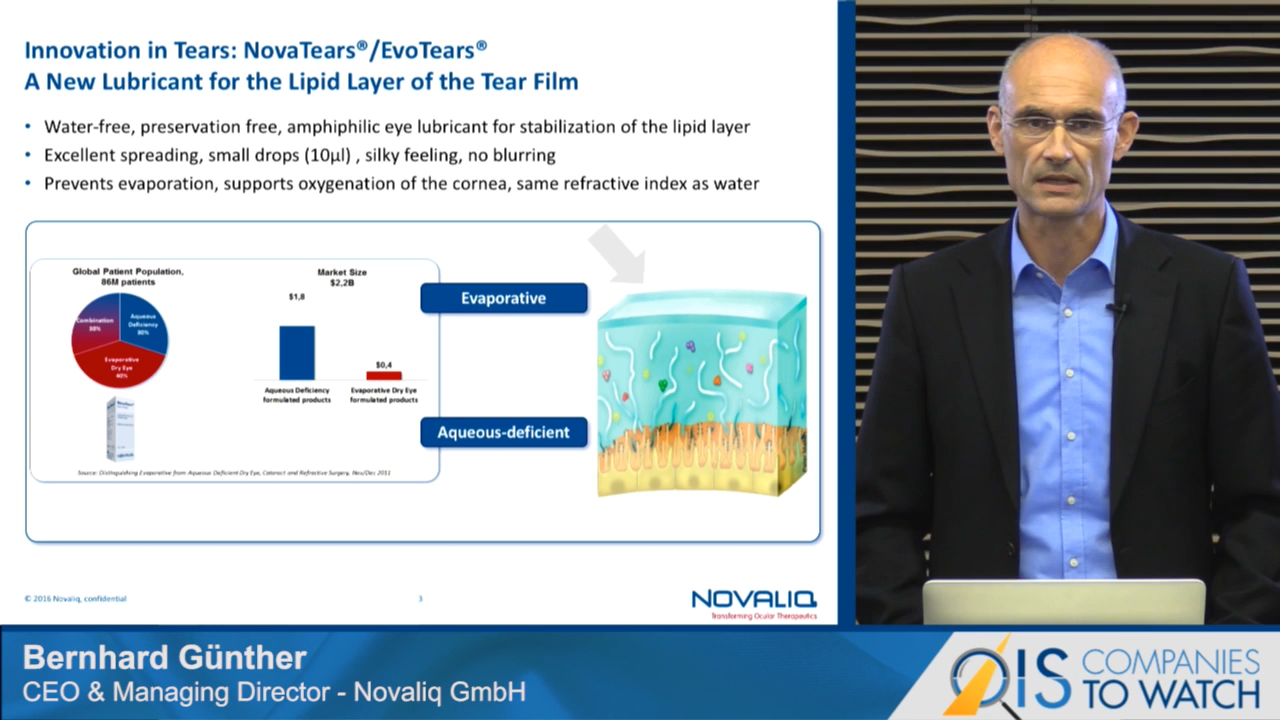 Innovation in Tears: NovaTears®/EvoTears®
A New Lubricant for the Lipid Layer of the Tear Film
• Water-free, preservation free, amphiphilic eye lubricant for stabilization of the lipid layer
• Excellent spreading, small drops (10µl) , silky feeling, no blurring
• Prevents evaporation, supports oxygenation of the cornea, same refractive index as water
Global Patient Population,
86M patients
Combination
Aqueous
Deficiency
Evaporative
Dry Eye
40%
Market Size
$2,2B
$1,8
$0,4
Aqueous Deficiency
formulated products
Evaporative Dry Eye
formulated products
Source: Distinguishing Evaporative from Aqueous Deficient Dry Eye, Cataract and Refractive Surgery, Nov/Dec 2011
Evaporative
Aqueous-deficient
© 2016 Novaliq, confidential
3
NOVALIQ
Transforming Ocular Therapeutics
Bernhard Günther
CEO & Managing Director - Novaliq GmbH
OIS COMPANIES
TO WATCH